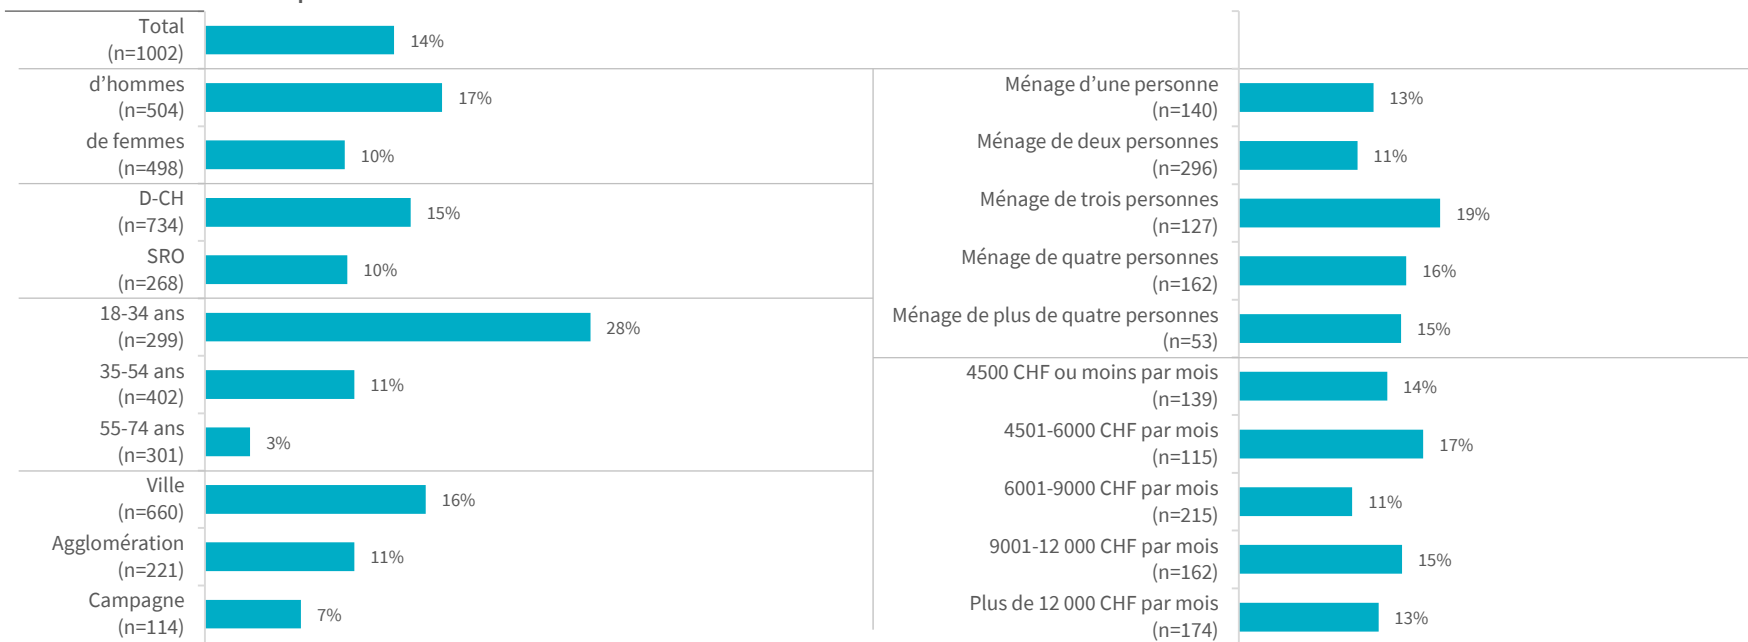 Total
(n=1002)
14%
d’hommes
(n=504)
17%
de femmes
(n=498)
10%
D-CH
(n=734)
15%
SRO
(n=268)
10%
18-34 ans
(n=299)
28%
35-54 ans
(n=402)
11%
55-74 ans
(n=301)
3%
Ville
(n=660)
16%
Agglomération
(n=221)
11%
Campagne
(n=114)
7%
Ménage d’une personne
(n=140)
13%
Ménage de deux personnes
(n=296)
11%
Ménage de trois personnes
(n=127)
19%
Ménage de quatre personnes
(n=162)
16%
Ménage de plus de quatre personnes
(n=53)
15%
4500 CHF ou moins par mois
(n=139)
14%
4501-6000 CHF par mois
(n=115)
17%
6001-9000 CHF par mois
(n=215)
11%
9001-12 000 CHF par mois
(n=162)
15%
Plus de 12 000 CHF par mois
(n=174)
13%